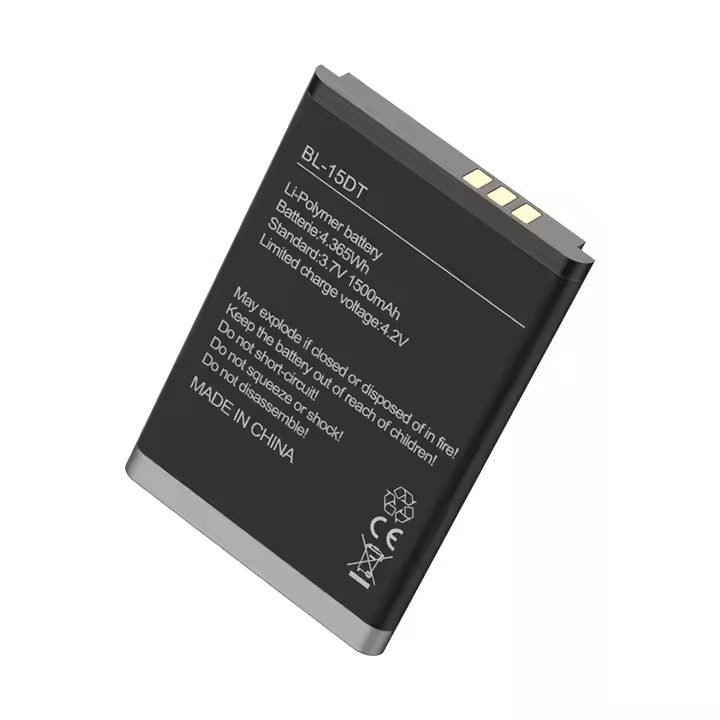 BL-15DT
Li-Polymer battery
Batterie:4.365Wh
Standard:3.7V 1500mAh
Limited charge voltage:4.2V
May explode if closed or disposed of in fire!
Keep the battery out of reach of children!
Do not short-circuit!
Do not squeeze or shock!
Do not disassemble!
MADE IN CHINA
CE